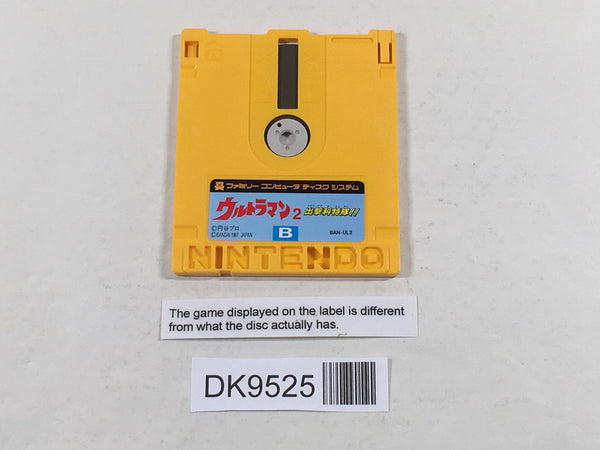 ファミリー コンピュータ ディスク システム
ウルトラマン2 出撃科特隊!!
©円谷プロ
©BANDAI 1987 JAPAN
B
BAN-UL2
NINTENDO
The game displayed on the label is different
from what the disc actually has.
DK9525